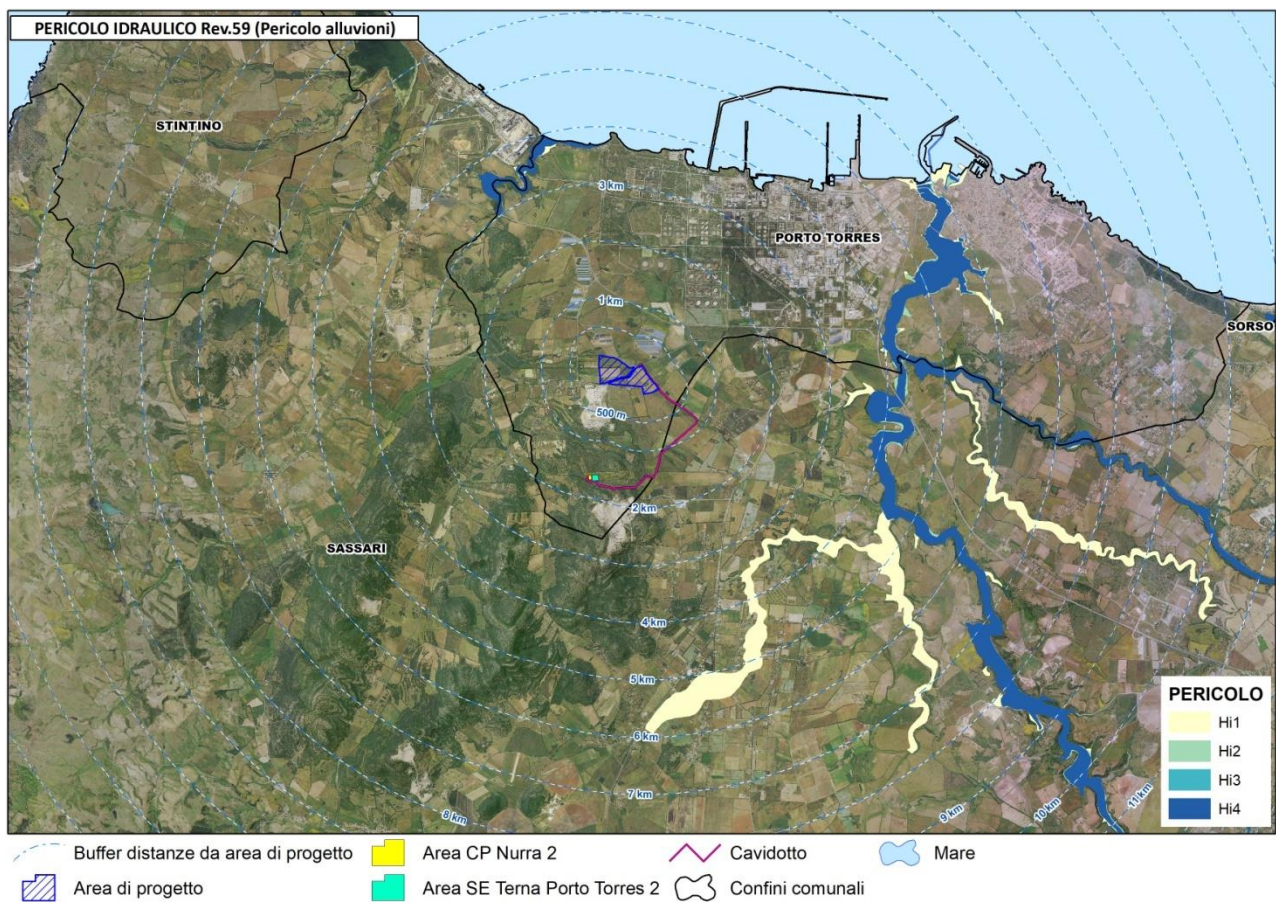 PERICOLO IDRAULICO Rev.59 (Pericolo alluvioni)
STINTINO
3 km
PORTO TORRES
1 km
SORSO
500 m
2 km
SASSARI
4 km
5 km
6 km
7 km
8 km
9 km
10 km
11 km
PERICOLO
Hi1
Hi2
Hi3
Hi4
Buffer distanze da area di progetto
Area CP Nurra 2
Cavidotto
Mare
Area di progetto
Area SE Terna Porto Torres 2
Confini comunali